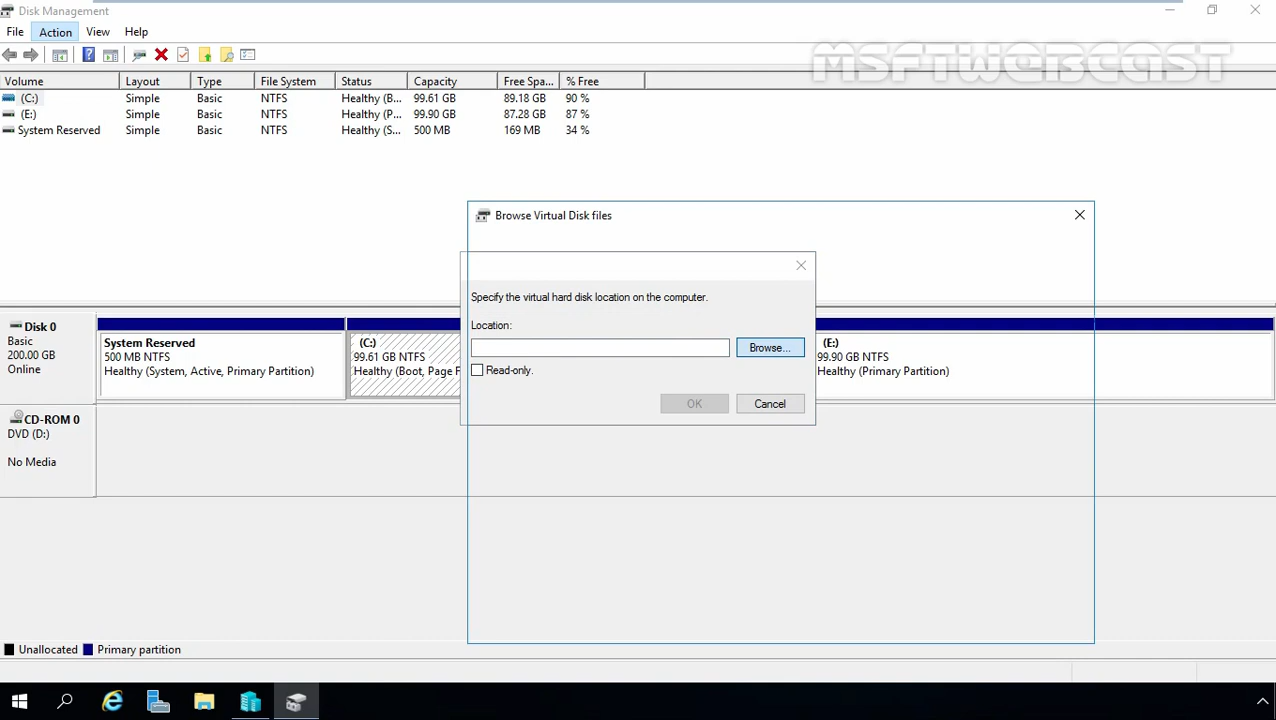 Disk Management
File Action View Help
MSFTWEBCAST
Volume Layout Type File System Status Capacity Free Spa... % Free
(C:) Simple Basic NTFS Healthy (B... 99.61 GB 89.18 GB 90 %
(E:) Simple Basic NTFS Healthy (P... 99.90 GB 87.28 GB 87 %
System Reserved Simple Basic NTFS Healthy (S... 500 MB 169 MB 34 %
Browse Virtual Disk files
Specify the virtual hard disk location on the computer.
Location:
Browse...
Read-only.
OK Cancel
Disk 0
Basic
200.00 GB
Online
System Reserved
500 MB NTFS
Healthy (System, Active, Primary Partition)
(C:)
99.61 GB NTFS
Healthy (Boot, Page F
(E:)
99.90 GB NTFS
Healthy (Primary Partition)
CD-ROM 0
DVD (D:)
No Media
Unallocated Primary partition